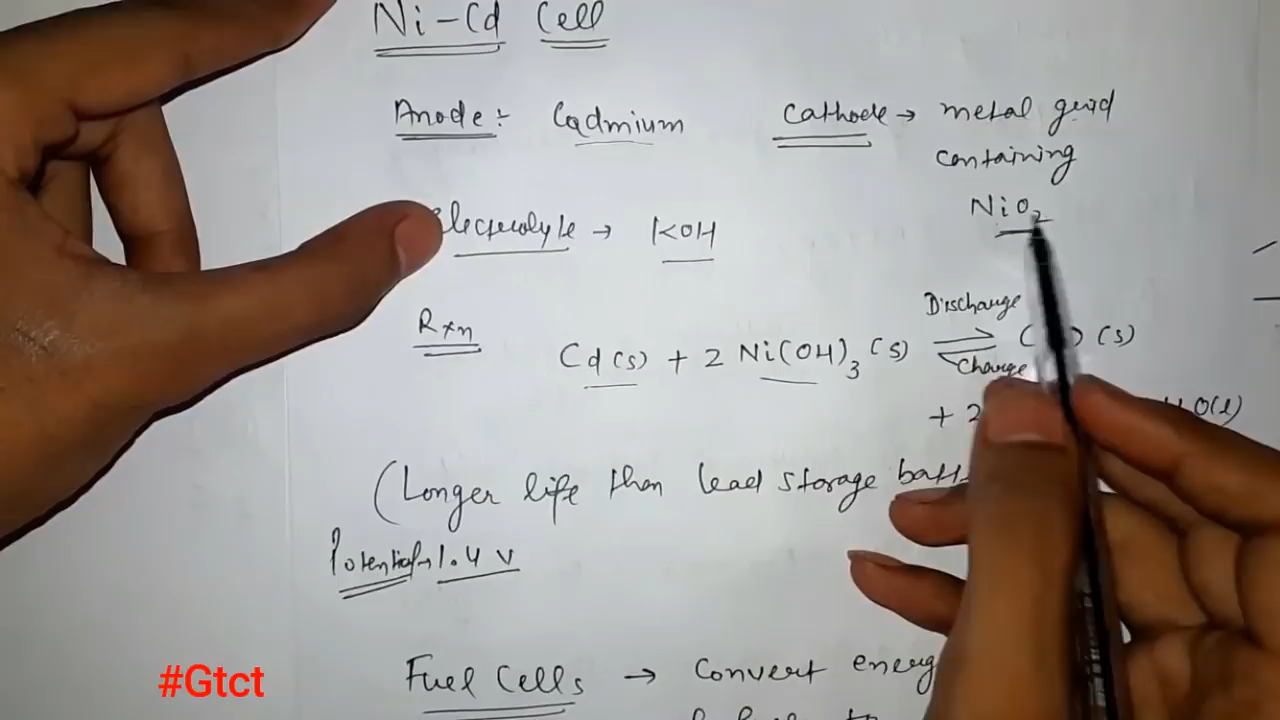 Ni-Cd Cell
Anode :- Cadmium Cathode → metal grid
containing
NiO2
Electrolyte → KOH
Rxn
Discharge
Cd(s) + 2 Ni(OH)3 (s) ⇌ (s)
Charge
+ 2 O(l)
(Longer life than lead storage batt
Potential → 1.4 V
Fuel Cells → Convert energ
#Gtct